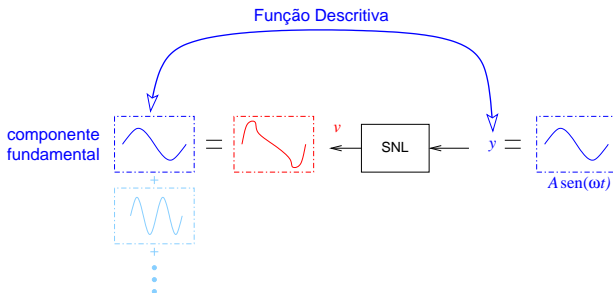 Função Descritiva
componente
fundamental
=
v
SNL
y
=
A sen(ωt)
+
+